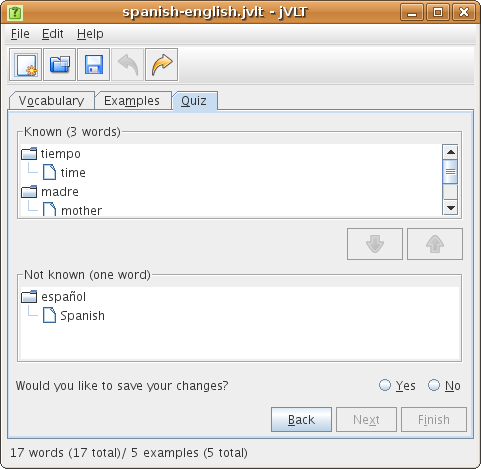 spanish-english.jvlt - jVLT
File Edit Help
Vocabulary Examples Quiz
Known (3 words)
tiempo
time
madre
mother
Not known (one word)
español
Spanish
Would you like to save your changes? Yes No
Back Next Finish
17 words (17 total)/ 5 examples (5 total)